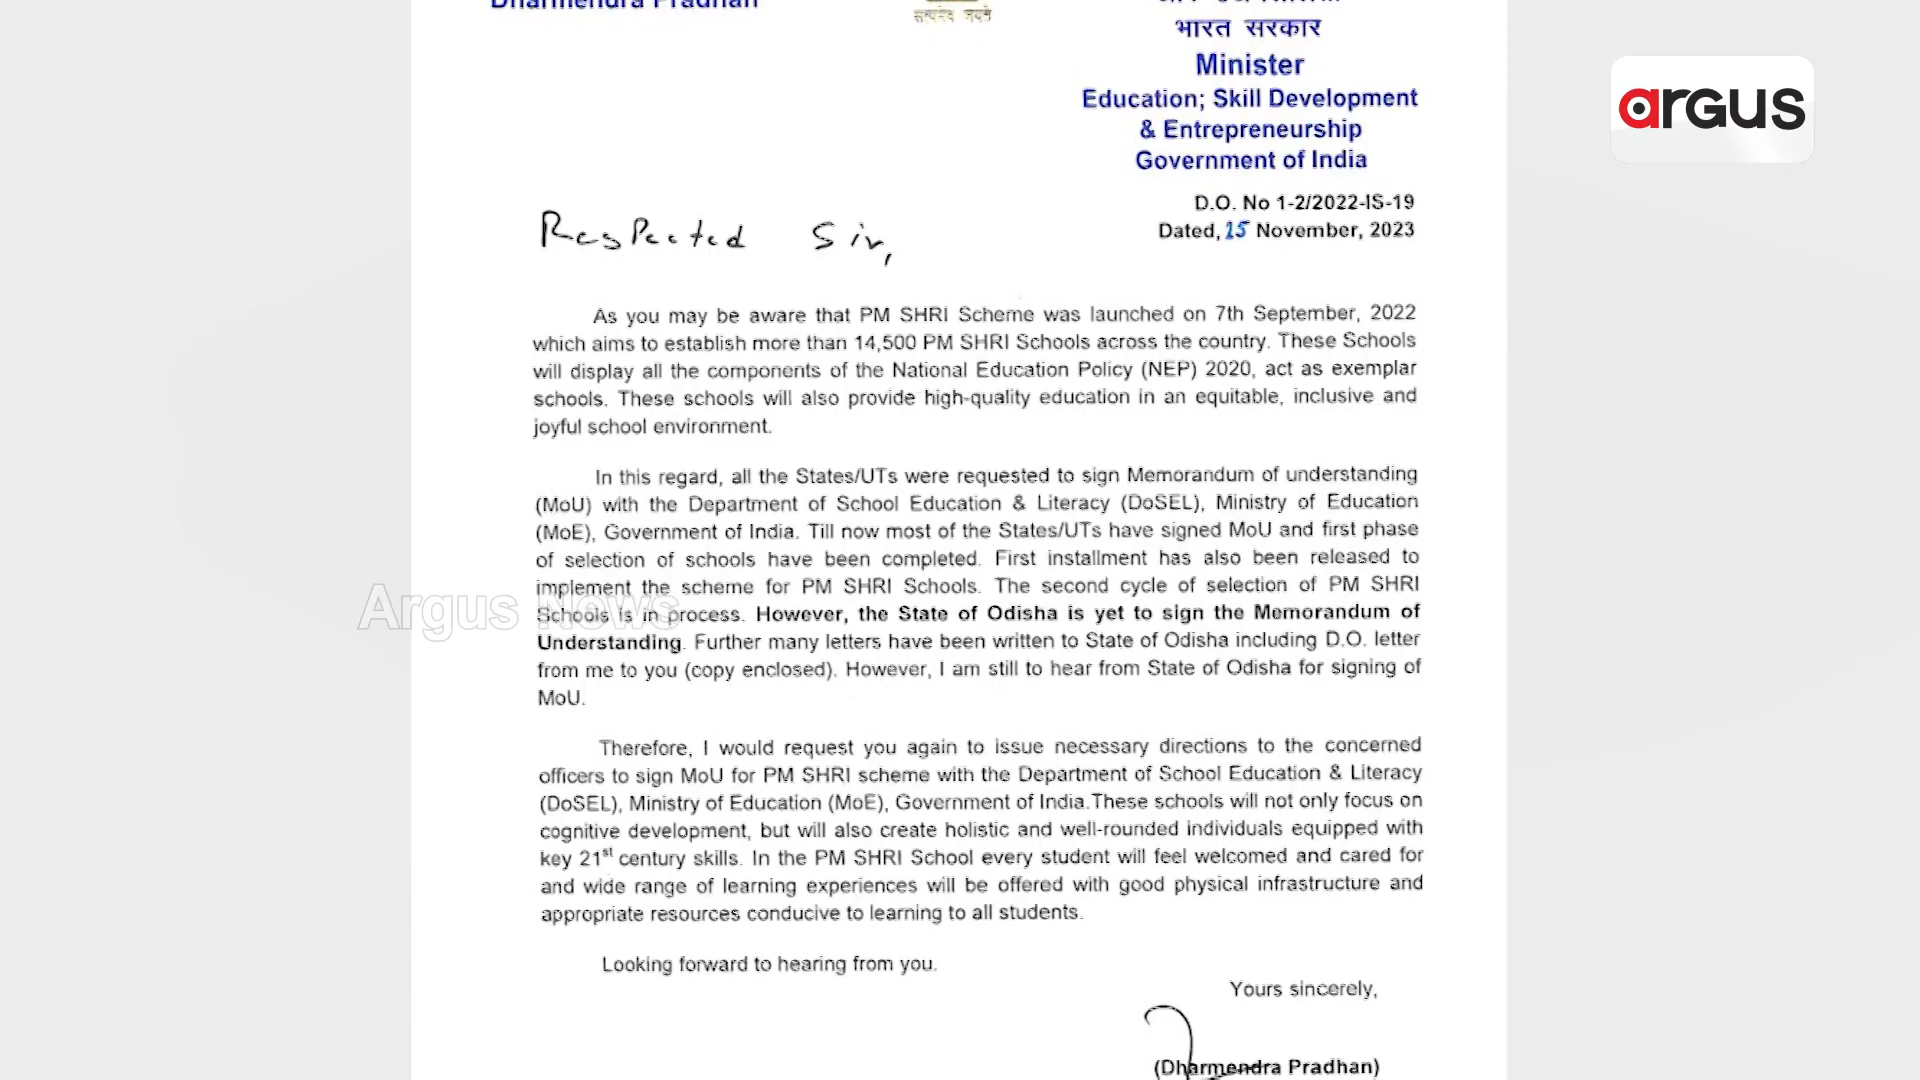 Dharmendra Pradhan
सत्यमेव जयते
भारत सरकार
Minister
Education; Skill Development
& Entrepreneurship
Government of India
argus
D.O. No 1-2/2022-IS-19
Dated, 15 November, 2023
Respected Sir,
As you may be aware that PM SHRI Scheme was launched on 7th September, 2022
which aims to establish more than 14,500 PM SHRI Schools across the country. These Schools
will display all the components of the National Education Policy (NEP) 2020, act as exemplar
schools. These schools will also provide high-quality education in an equitable, inclusive and
joyful school environment.
In this regard, all the States/UTs were requested to sign Memorandum of understanding
(MoU) with the Department of School Education & Literacy (DoSEL), Ministry of Education
(MoE), Government of India. Till now most of the States/UTs have signed MoU and first phase
of selection of schools have been completed. First installment has also been released to
implement the scheme for PM SHRI Schools. The second cycle of selection of PM SHRI
Schools is in process. However, the State of Odisha is yet to sign the Memorandum of
Argus News
Understanding. Further many letters have been written to State of Odisha including D.O. letter
from me to you (copy enclosed). However, I am still to hear from State of Odisha for signing of
MoU.
Therefore, I would request you again to issue necessary directions to the concerned
officers to sign MoU for PM SHRI scheme with the Department of School Education & Literacy
(DoSEL), Ministry of Education (MoE), Government of India.These schools will not only focus on
cognitive development, but will also create holistic and well-rounded individuals equipped with
key 21st century skills. In the PM SHRI School every student will feel welcomed and cared for
and wide range of learning experiences will be offered with good physical infrastructure and
appropriate resources conducive to learning to all students.
Looking forward to hearing from you.
Yours sincerely,
(Dharmendra Pradhan)